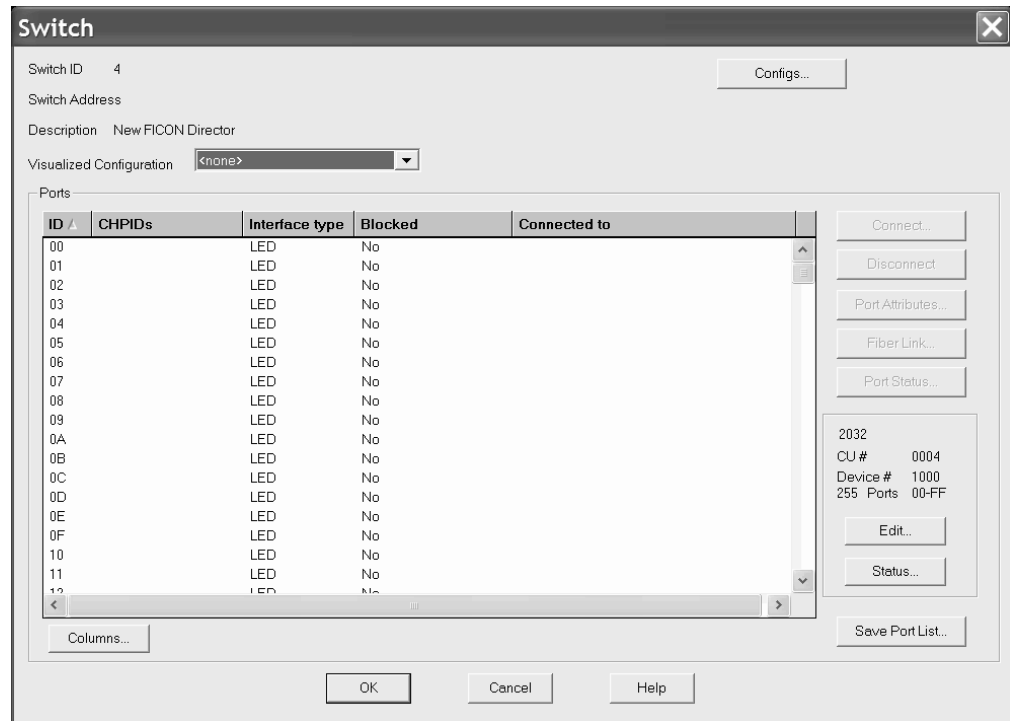 Switch
Switch ID 4
Configs...
Switch Address
Description New FICON Director
Visualized Configuration <none>
Ports
ID CHPIDs Interface type Blocked Connected to
00 LED No
01 LED No
02 LED No
03 LED No
04 LED No
05 LED No
06 LED No
07 LED No
08 LED No
09 LED No
0A LED No
0B LED No
0C LED No
0D LED No
0E LED No
0F LED No
10 LED No
11 LED No
12 LED No
Connect...
Disconnect
Port Attributes...
Fiber Link...
Port Status...
2032
CU # 0004
Device # 1000
255 Ports 00-FF
Edit...
Status...
Save Port List...
Columns...
OK Cancel Help